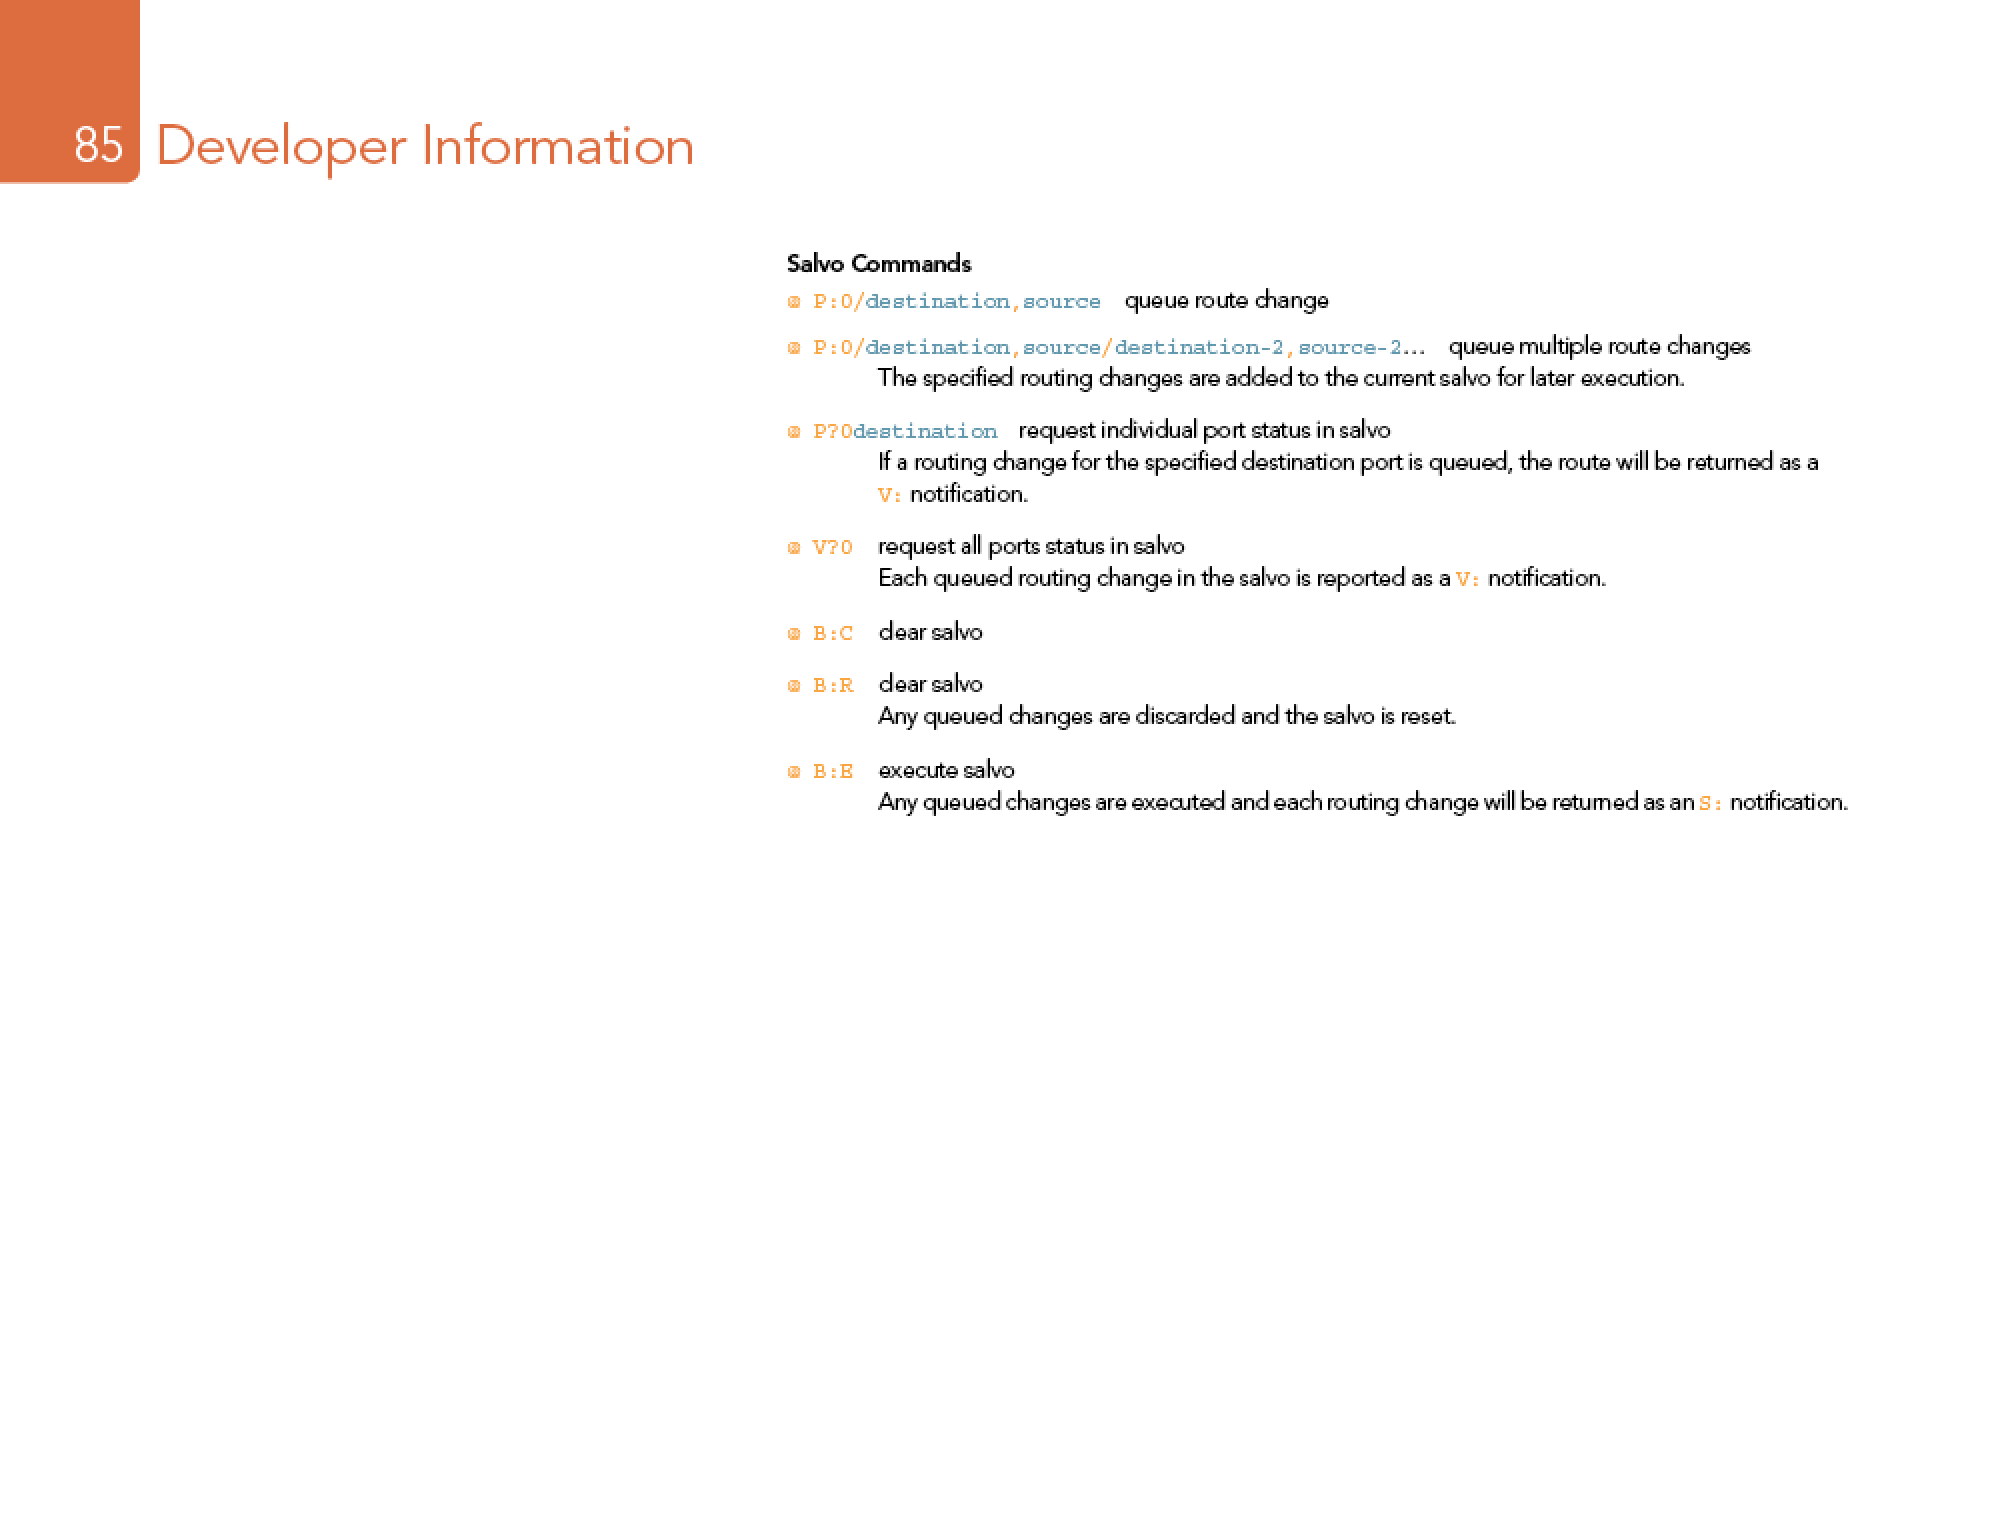 85 Developer Information
Salvo Commands
@ P:0/destination,source queue route change
@ P:0/destination,source/destination-2,source-2… queue multiple route changes
The specified routing changes are added to the current salvo for later execution.
@ P?0destination request individual port status in salvo
If a routing change for the specified destination port is queued, the route will be returned as a
V: notification.
@ V?0 request all ports status in salvo
Each queued routing change in the salvo is reported as a V: notification.
@ B:C clear salvo
@ B:R clear salvo
Any queued changes are discarded and the salvo is reset.
@ B:E execute salvo
Any queued changes are executed and each routing change will be returned as an S: notification.